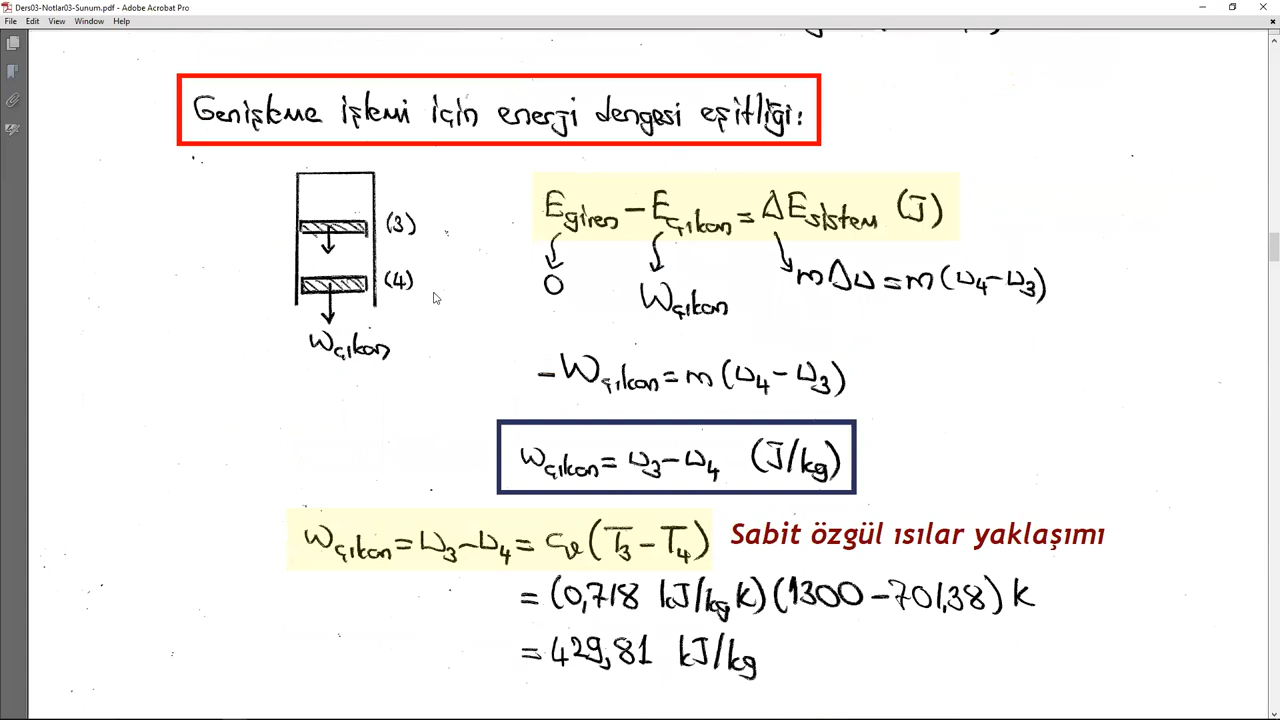 Ders03-Notlar03-Sunum.pdf - Adobe Acrobat Pro
File Edit View Window Help
Genişleme işlemi için energi dengesi eşitliği:
(3)
(4)
wçıkan
Egiren - Eçıkan = ΔEsistem (J)
0
Wçıkan
mΔu = m(u4-u3)
-Wçıkan = m(u4-u3)
wçıkan = u3-u4 (J/kg)
wçıkan = u3-u4 = cv(T3-T4) Sabit özgül ısılar yaklaşımı
= (0,718 kJ/kgK)(1300-701,38) K
= 429,81 kJ/kg